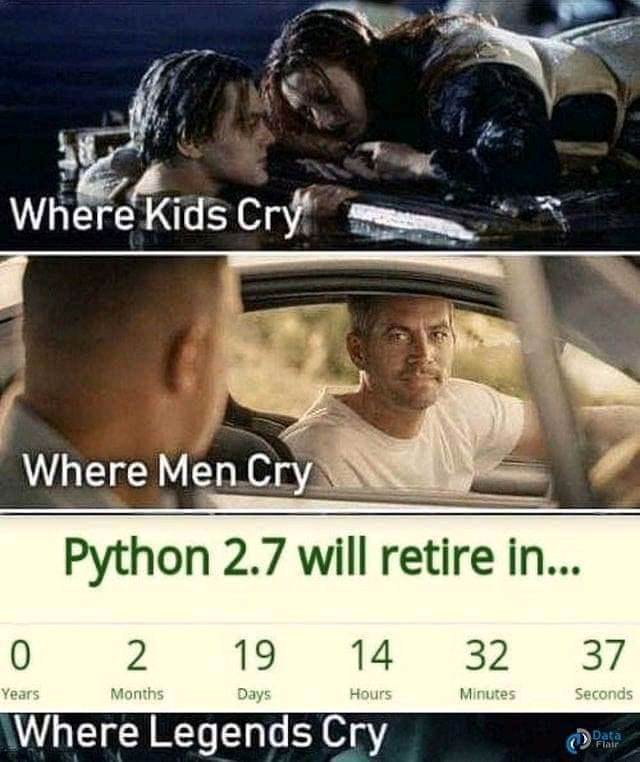 Where Kids Cry
Where Men Cry
Python 2.7 will retire in...
0 2 19 14 32 37
Years Months Days Hours Minutes Seconds
Where Legends Cry
Data
Flair